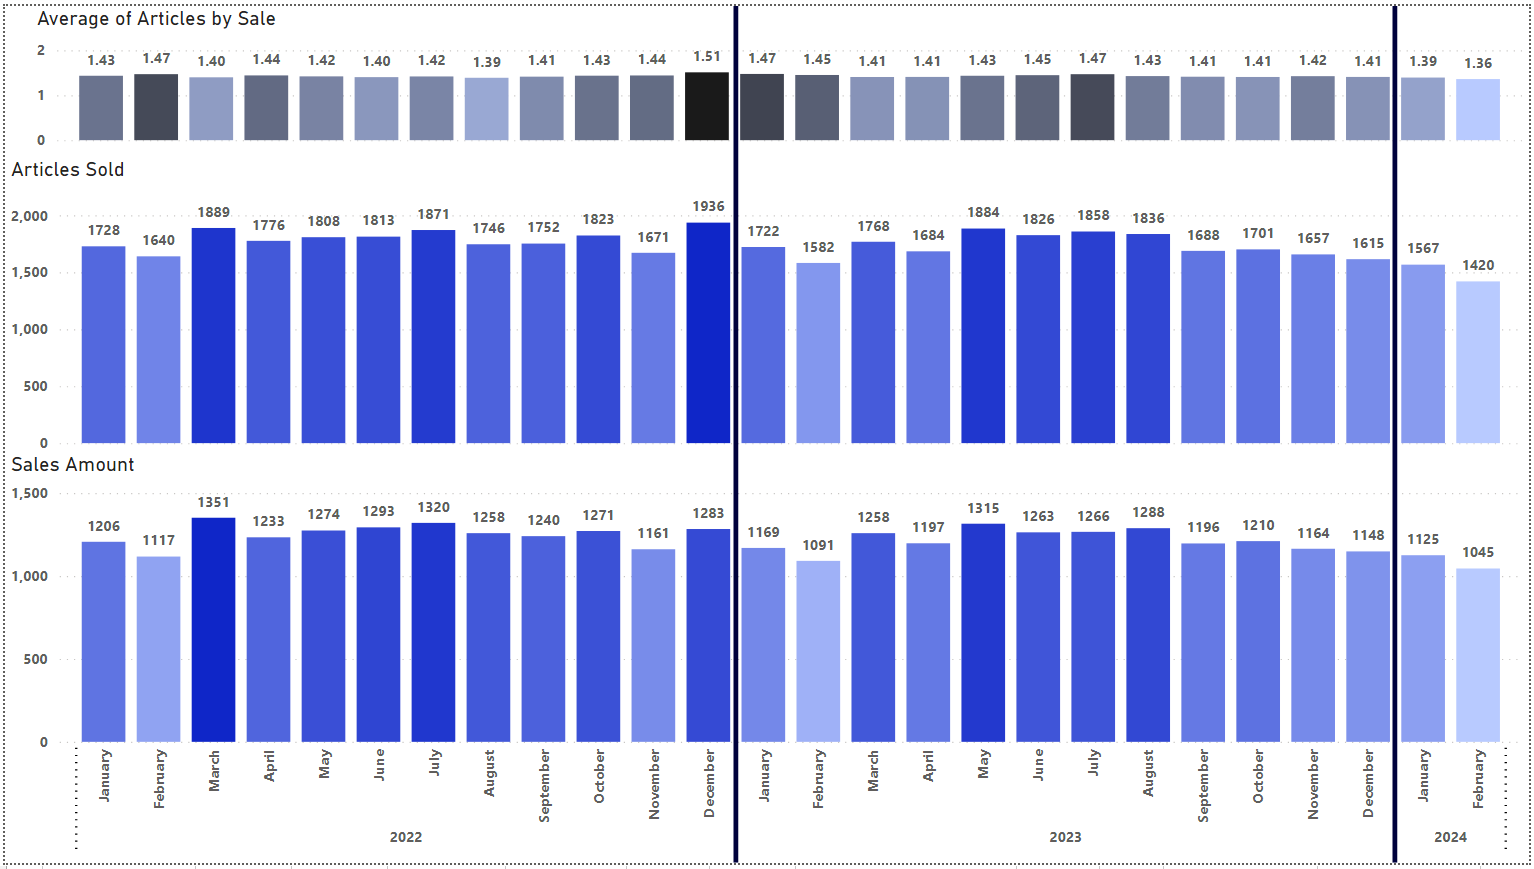 Average of Articles by Sale
2
1.43 1.47 1.40 1.44 1.42 1.40 1.42 1.39 1.41 1.43 1.44 1.51 1.47 1.45 1.41 1.41 1.43 1.45 1.47 1.43 1.41 1.41 1.42 1.41 1.39 1.36
1
0
Articles Sold
2,000
1728 1640 1889 1776 1808 1813 1871 1746 1752 1823 1671 1936 1722 1582 1768 1684 1884 1826 1858 1836 1688 1701 1657 1615 1567 1420
1,500
1,000
500
0
Sales Amount
1,500
1206 1117 1351 1233 1274 1293 1320 1258 1240 1271 1161 1283 1169 1091 1258 1197 1315 1263 1266 1288 1196 1210 1164 1148 1125 1045
1,000
500
0
January February March April May June July August September October November December January February March April May June July August September October November December January February
2022 2023 2024